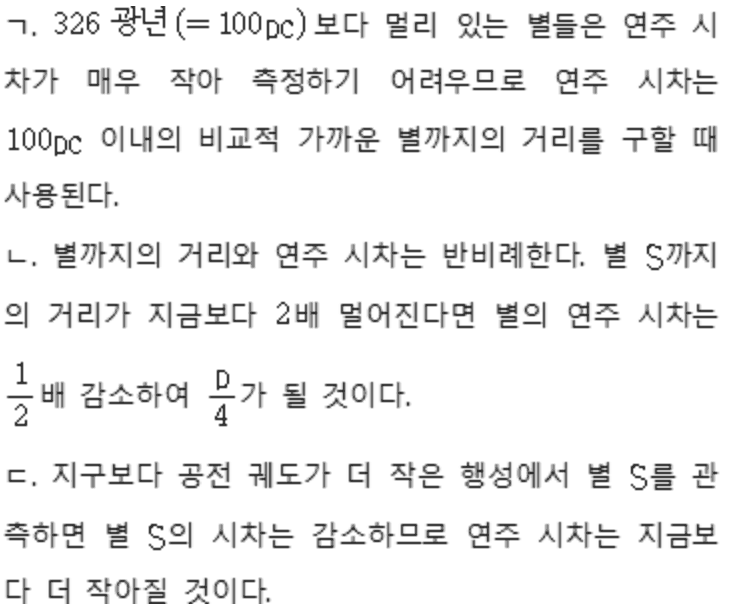 ㄱ. 326 광년(= 100pc)보다 멀리 있는 별들은 연주 시
차가 매우 작아 측정하기 어려우므로 연주 시차는
100pc 이내의 비교적 가까운 별까지의 거리를 구할 때
사용된다.
ㄴ. 별까지의 거리와 연주 시차는 반비례한다. 별 S까지
의 거리가 지금보다 2배 멀어진다면 별의 연주 시차는
1/2배 감소하여 p/4가 될 것이다.
ㄷ. 지구보다 공전 궤도가 더 작은 행성에서 별 S를 관
측하면 별 S의 시차는 감소하므로 연주 시차는 지금보
다 더 작아질 것이다.